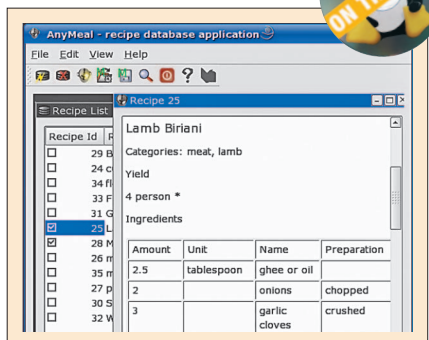 ON
AnyMeal - recipe database application
File Edit View Help
Recipe 25
Recipe List
Recipe Id
Lamb Biriani
Categories: meat, lamb
Yield
4 person *
Ingredients
Amount Unit Name Preparation
2.5 tablespoon ghee or oil
2 onions chopped
3 garlic crushed
cloves
29 B
24 c
34 fl
33 F
31 G
25 L
28 M
26 m
35 m
27 p
30 S
32 W